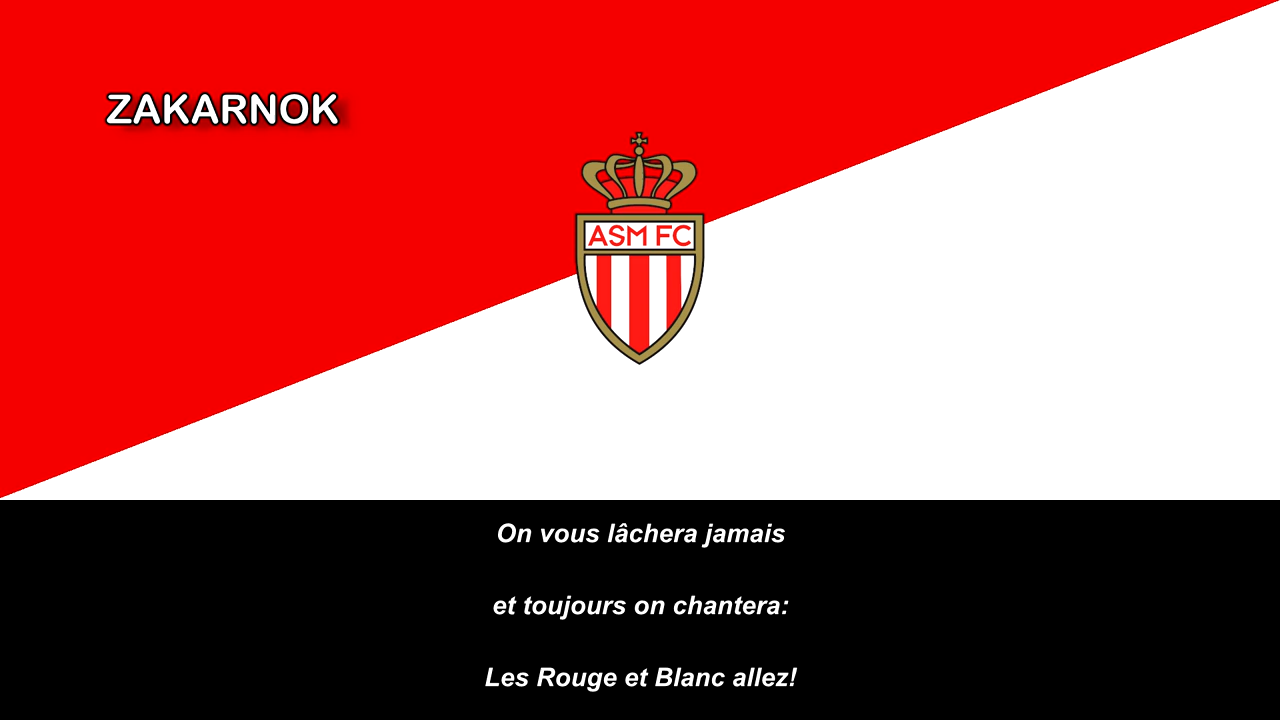 ZAKARNOK
ASM FC
On vous lâchera jamais
et toujours on chantera:
Les Rouge et Blanc allez!